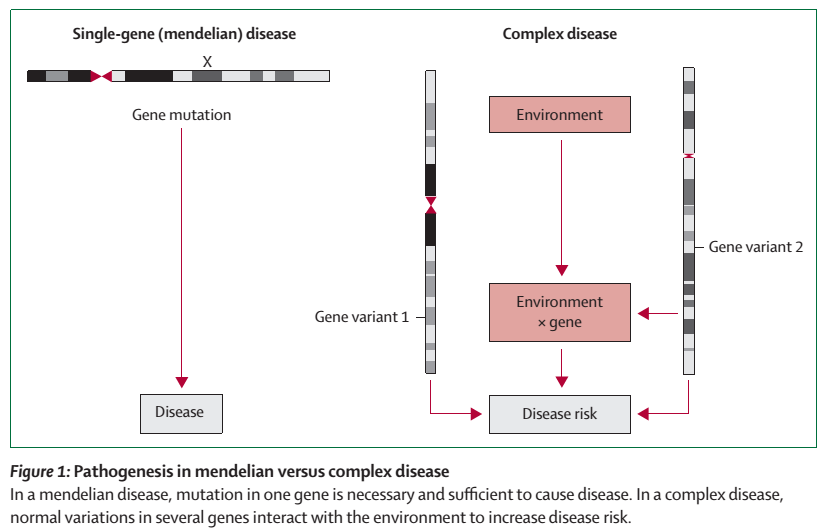 Single-gene (mendelian) disease
X
Gene mutation
Disease
Complex disease
Environment
Gene variant 2
Environment
× gene
Gene variant 1
Disease risk
Figure 1: Pathogenesis in mendelian versus complex disease
In a mendelian disease, mutation in one gene is necessary and sufficient to cause disease. In a complex disease,
normal variations in several genes interact with the environment to increase disease risk.